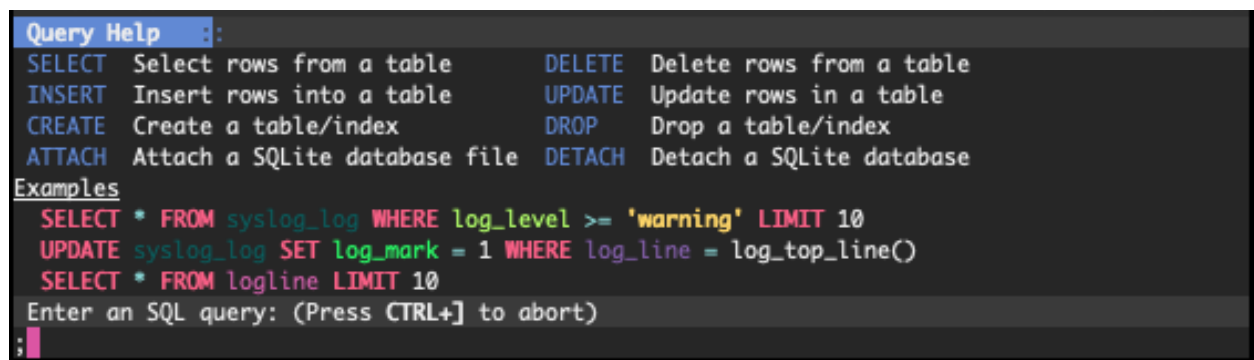 Query Help ::
SELECT Select rows from a table DELETE Delete rows from a table
INSERT Insert rows into a table UPDATE Update rows in a table
CREATE Create a table/index DROP Drop a table/index
ATTACH Attach a SQLite database file DETACH Detach a SQLite database
Examples
SELECT * FROM syslog_log WHERE log_level >= 'warning' LIMIT 10
UPDATE syslog_log SET log_mark = 1 WHERE log_line = log_top_line()
SELECT * FROM logline LIMIT 10
Enter an SQL query: (Press CTRL+] to abort)
;